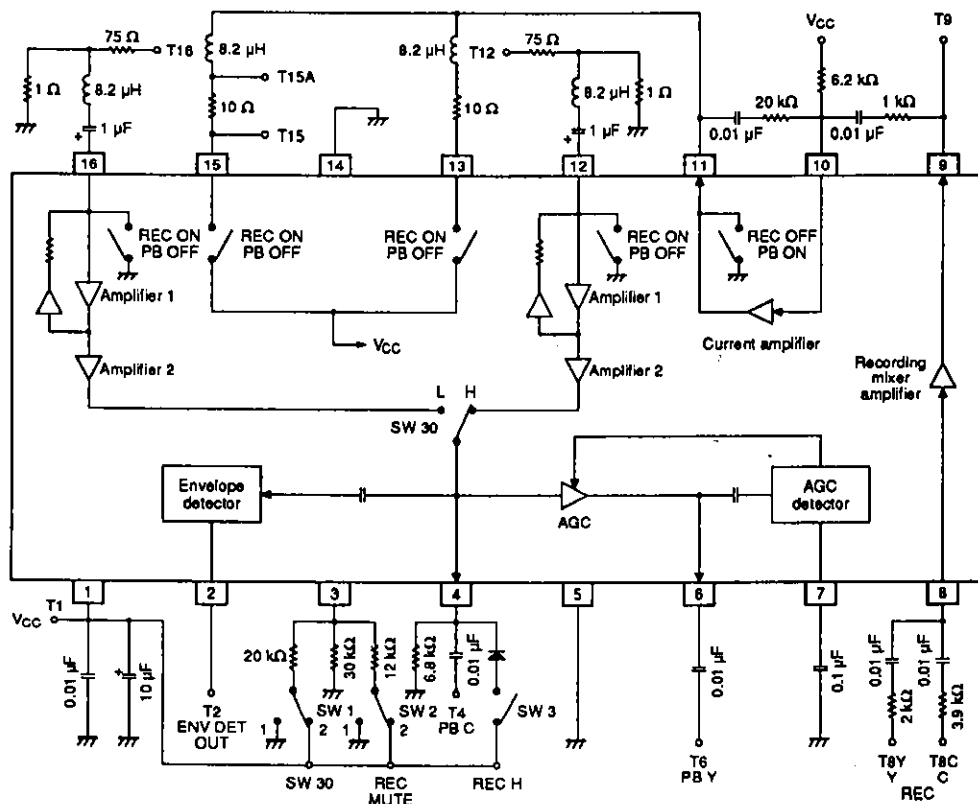 75 Ω
T16
8.2 µH
1 Ω
8.2 µH
T15A
10 Ω
T15
1 µF
+
8.2 µH
T12
75 Ω
10 Ω
8.2 µH
1 Ω
1 µF
+
VCC
T9
6.2 kΩ
20 kΩ
0.01 µF
1 kΩ
0.01 µF
16
15
14
13
12
11
10
9
REC ON
PB OFF
REC ON
PB OFF
REC ON
PB OFF
REC ON
PB OFF
REC OFF
PB ON
Amplifier 1
Amplifier 1
VCC
Current amplifier
Amplifier 2
Amplifier 2
Recording
mixer
amplifier
L
H
SW 30
Envelope
detector
AGC
AGC
detector
1
2
3
4
5
6
7
8
VCC
T1
0.01 µF
+
10 µF
T2
ENV DET
OUT
20 kΩ
30 kΩ
12 kΩ
6.8 kΩ
0.01 µF
SW 1
1
2
SW 2
1
2
T4
PB C
SW 3
SW 30
REC
MUTE
REC H
0.01 µF
T6
PB Y
0.1 µF
0.01 µF
0.01 µF
2 kΩ
3.9 kΩ
T8Y
Y
T8C
C
REC